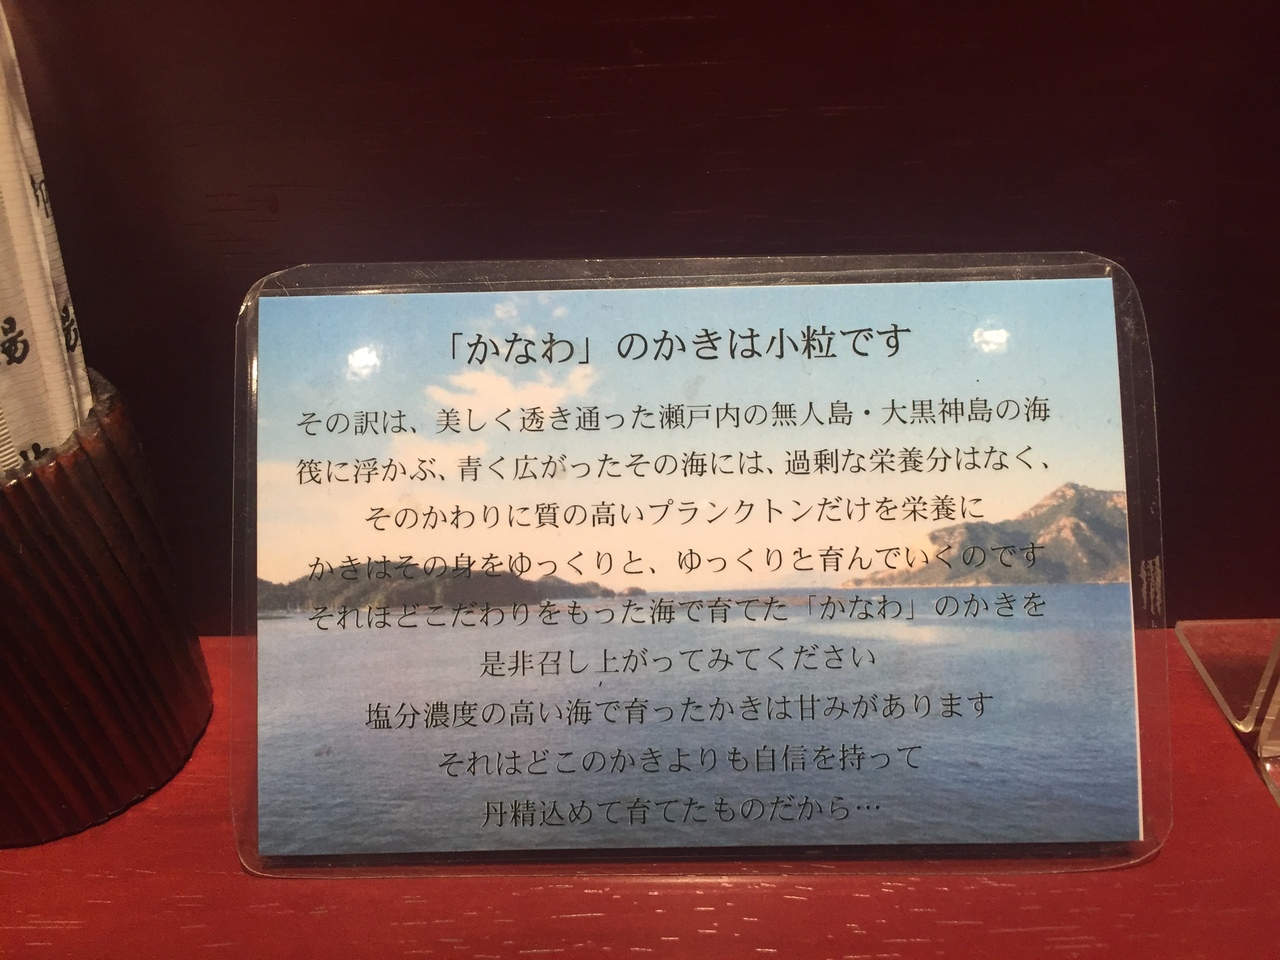 「かなわ」のかきは小粒です
その訳は、美しく透き通った瀬戸内の無人島・大黒神島の海
筏に浮かぶ、青く広がったその海には、過剰な栄養分はなく、
そのかわりに質の高いプランクトンだけを栄養に
かきはその身をゆっくりと、ゆっくりと育んでいくのです
それほどこだわりをもった海で育てた「かなわ」のかきを
是非召し上がってみてください
塩分濃度の高い海で育ったかきは甘みがあります
それはどこのかきよりも自信を持って
丹精込めて育てたものだから…